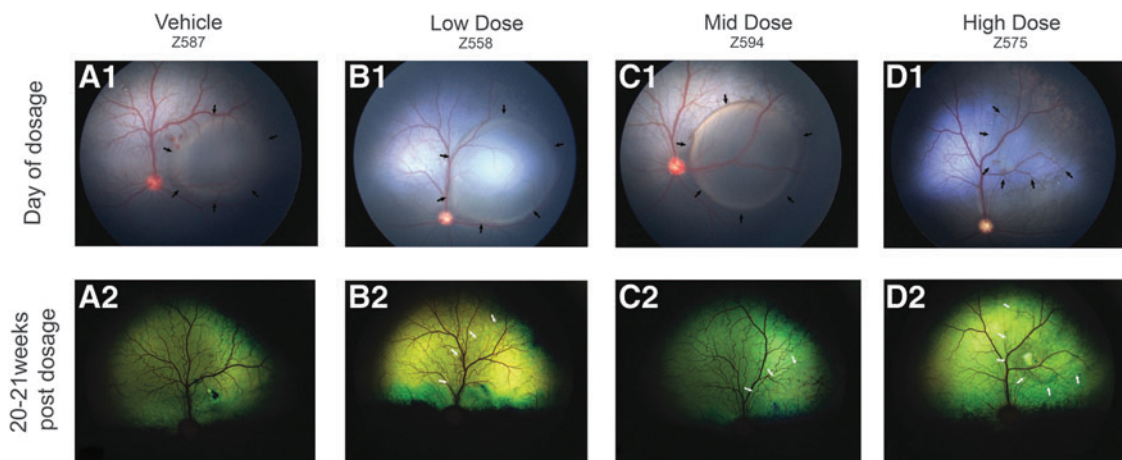 Vehicle
Z587
Low Dose
Z558
Mid Dose
Z594
High Dose
Z575
Day of dosage
A1
B1
C1
D1
20-21weeks
post dosage
A2
B2
C2
D2